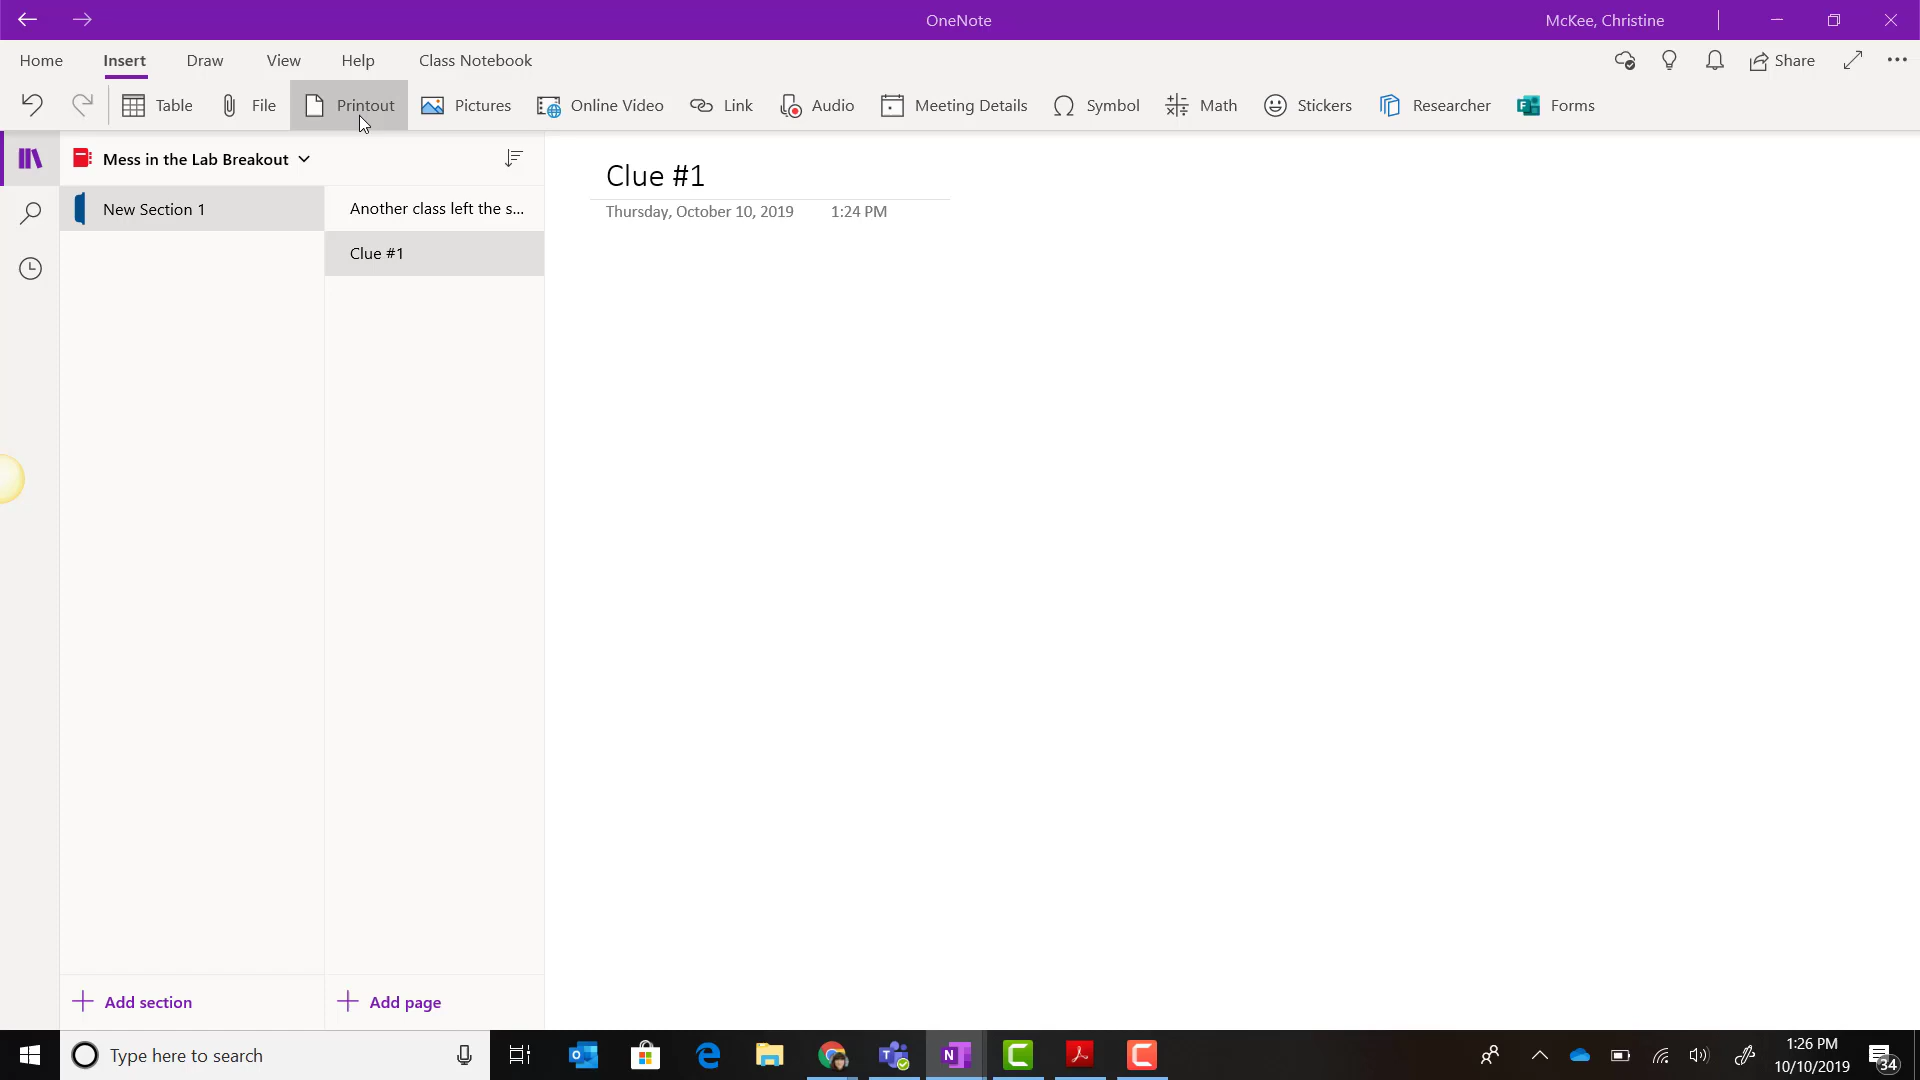 OneNote
McKee, Christine
Home Insert Draw View Help Class Notebook
Share
Table File Printout Pictures Online Video Link Audio Meeting Details Symbol Math Stickers Researcher Forms
Mess in the Lab Breakout
New Section 1
Another class left the s...
Clue #1
Clue #1
Thursday, October 10, 2019 1:24 PM
Add section
Add page
Type here to search
1:26 PM
10/10/2019
34